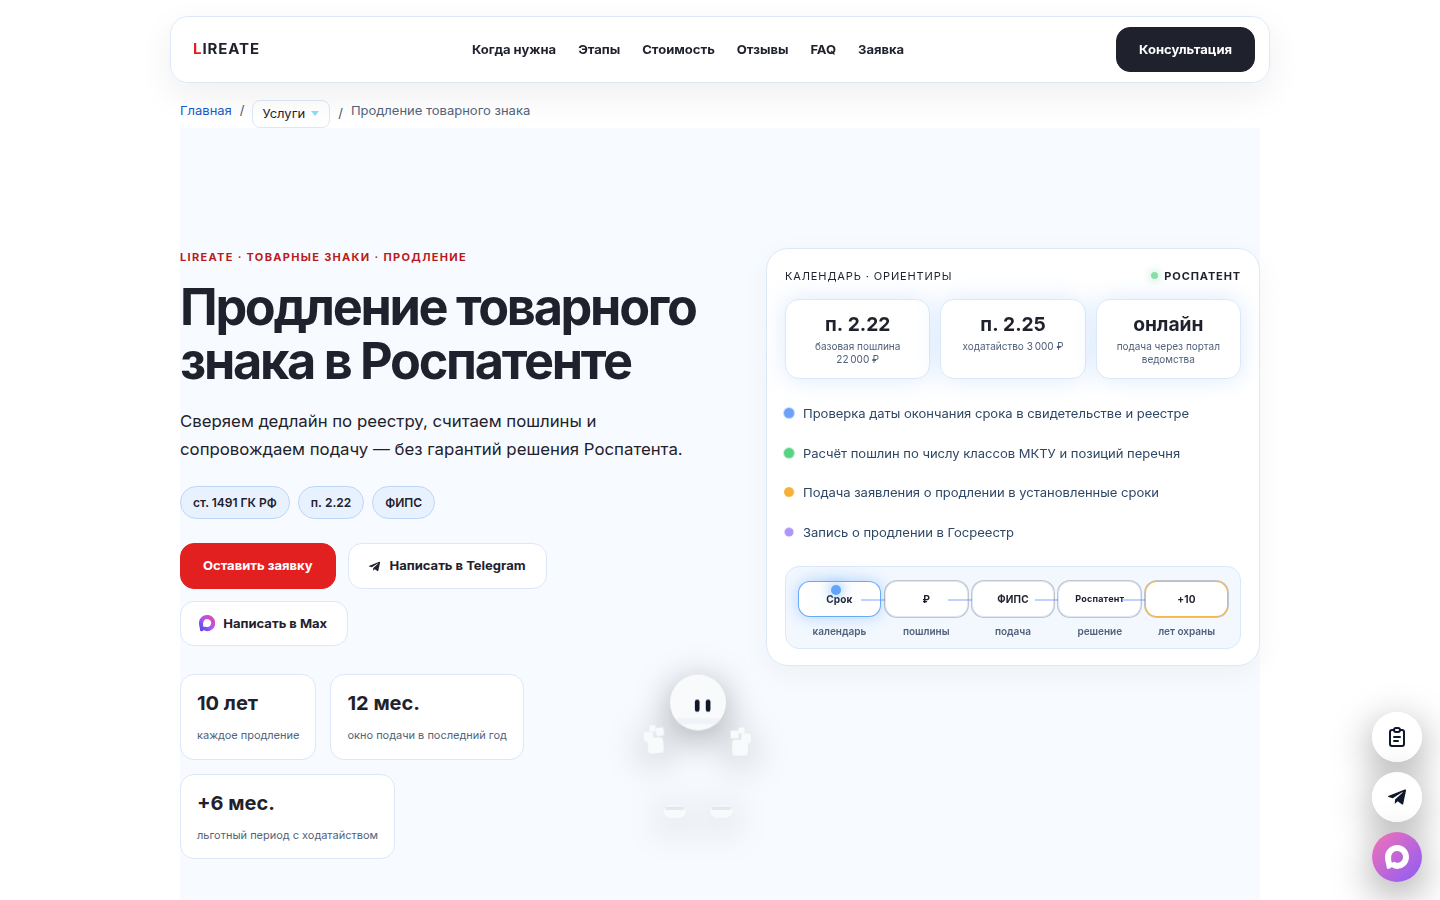 LIREATE
Когда нужна
Этапы
Стоимость
Отзывы
FAQ
Заявка
Консультация
Главная / Услуги / Продление товарного знака
LIREATE · ТОВАРНЫЕ ЗНАКИ · ПРОДЛЕНИЕ
Продление товарного
знака в Роспатенте
Сверяем дедлайн по реестру, считаем пошлины и
сопровождаем подачу — без гарантий решения Роспатента.
ст. 1491 ГК РФ
п. 2.22
ФИПС
Оставить заявку
Написать в Telegram
Написать в Max
10 лет
каждое продление
12 мес.
окно подачи в последний год
+6 мес.
льготный период с ходатайством
КАЛЕНДАРЬ · ОРИЕНТИРЫ
РОСПАТЕНТ
п. 2.22
базовая пошлина
22 000 ₽
п. 2.25
ходатайство 3 000 ₽
онлайн
подача через портал
ведомства
Проверка даты окончания срока в свидетельстве и реестре
Расчёт пошлин по числу классов МКТУ и позиций перечня
Подача заявления о продлении в установленные сроки
Запись о продлении в Госреестр
Срок
календарь
₽
пошлины
ФИПС
подача
Роспатент
решение
+10
лет охраны